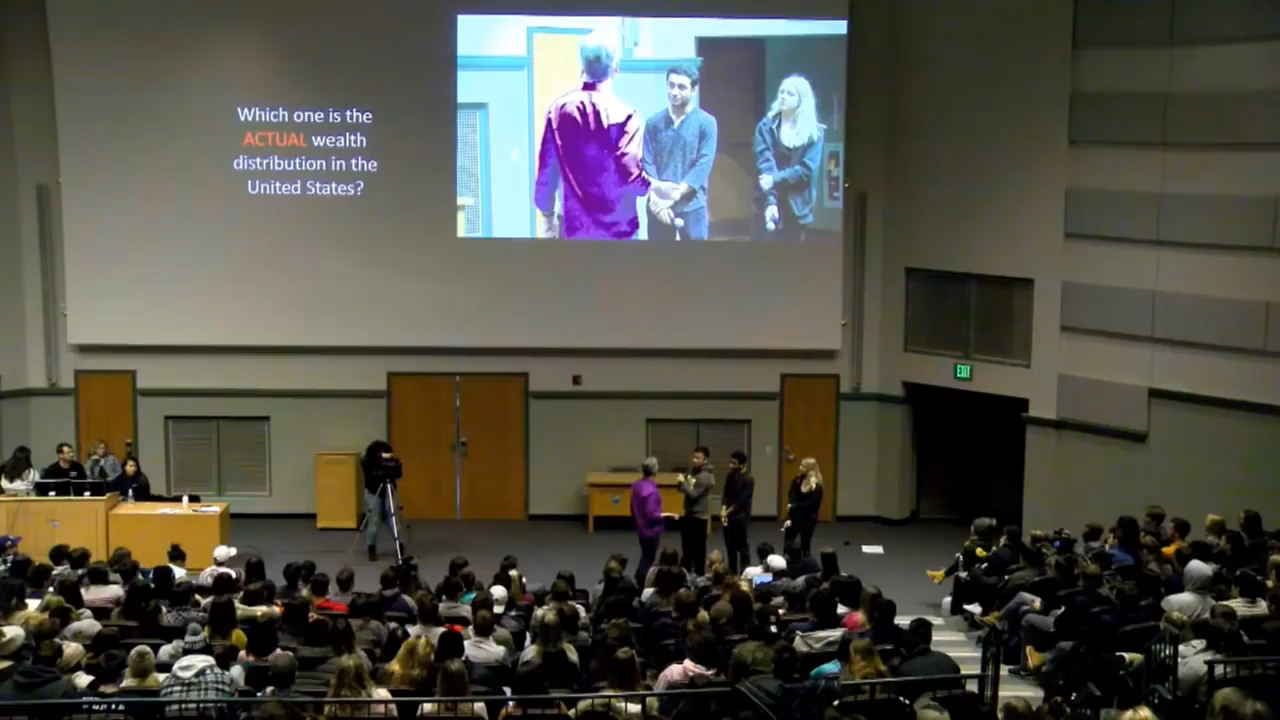 Which one is the
ACTUAL wealth
distribution in the
United States?
EXIT